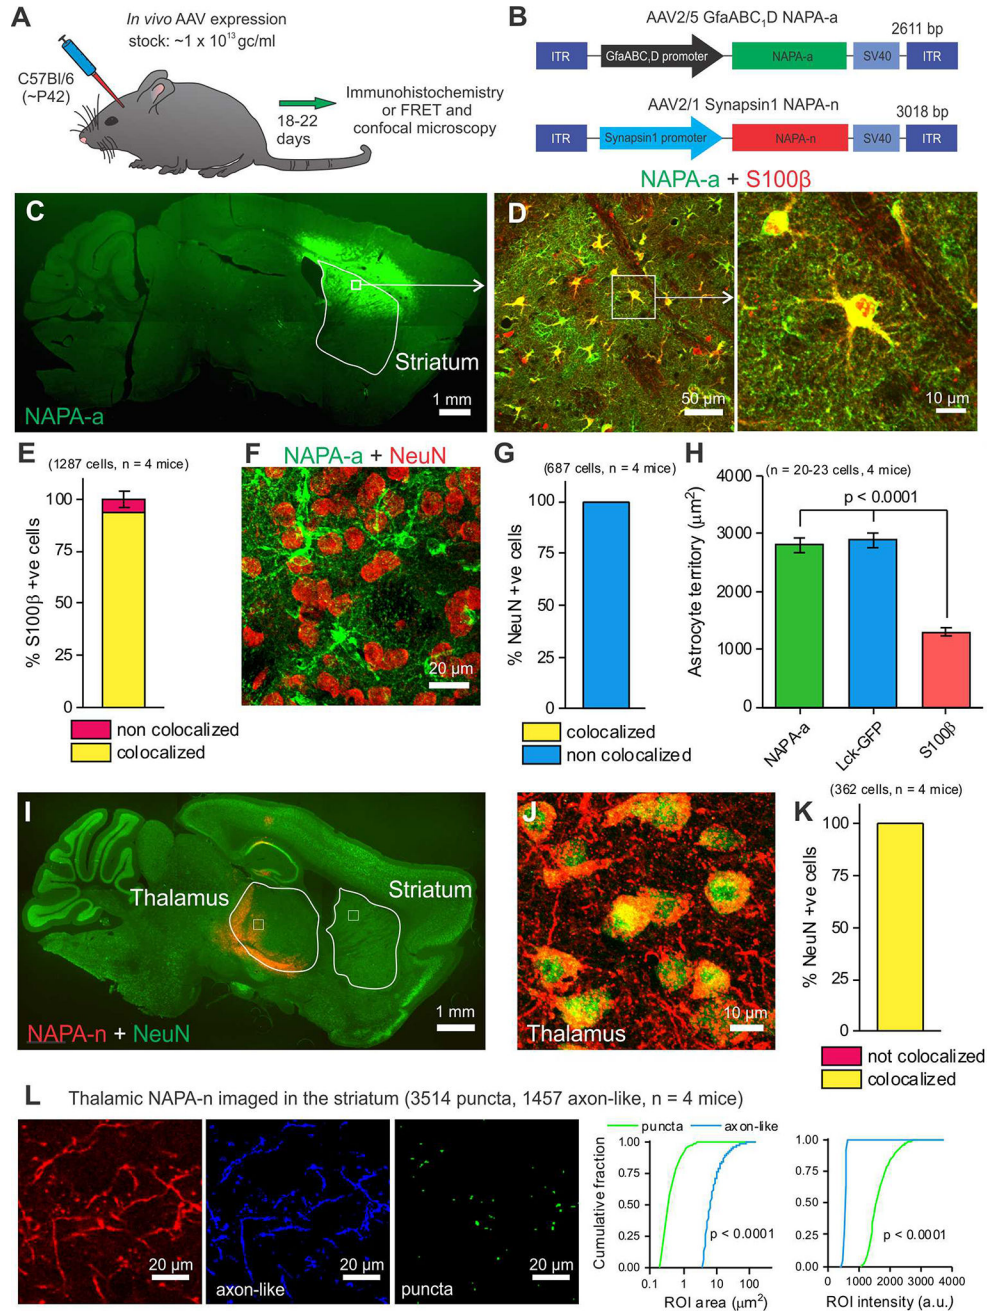 A
In vivo AAV expression
stock: ~1 x 10¹³ gc/ml
C57Bl/6
(~P42)
18-22
days
Immunohistochemistry
or FRET and
confocal microscopy
B
AAV2/5 GfaABC₁D NAPA-a
2611 bp
ITR
GfaABC,D promoter
NAPA-a
SV40
ITR
AAV2/1 Synapsin1 NAPA-n
3018 bp
ITR
Synapsin1 promoter
NAPA-n
SV40
ITR
NAPA-a + S100β
C
Striatum
NAPA-a
1 mm
D
50 µm
10 µm
E
(1287 cells, n = 4 mice)
% S100β +ve cells
100
75
50
25
0
non colocalized
colocalized
F
NAPA-a + NeuN
20 µm
G
(687 cells, n = 4 mice)
% NeuN +ve cells
100
75
50
25
0
colocalized
non colocalized
H
(n = 20-23 cells, 4 mice)
p < 0.0001
Astrocyte territory (µm²)
4000
3000
2000
1000
0
NAPA-a
Lck-GFP
S100β
I
Thalamus
Striatum
NAPA-n + NeuN
1 mm
J
Thalamus
10 µm
K
(362 cells, n = 4 mice)
% NeuN +ve cells
100
75
50
25
0
not colocalized
colocalized
L
Thalamic NAPA-n imaged in the striatum (3514 puncta, 1457 axon-like, n = 4 mice)
20 µm
axon-like
20 µm
puncta
20 µm
puncta
axon-like
Cumulative fraction
1.00
0.75
0.50
0.25
0.00
p < 0.0001
0.1 1 10 100
ROI area (µm²)
1.00
0.75
0.50
0.25
0.00
p < 0.0001
0 1000 2000 3000 4000
ROI intensity (a.u.)